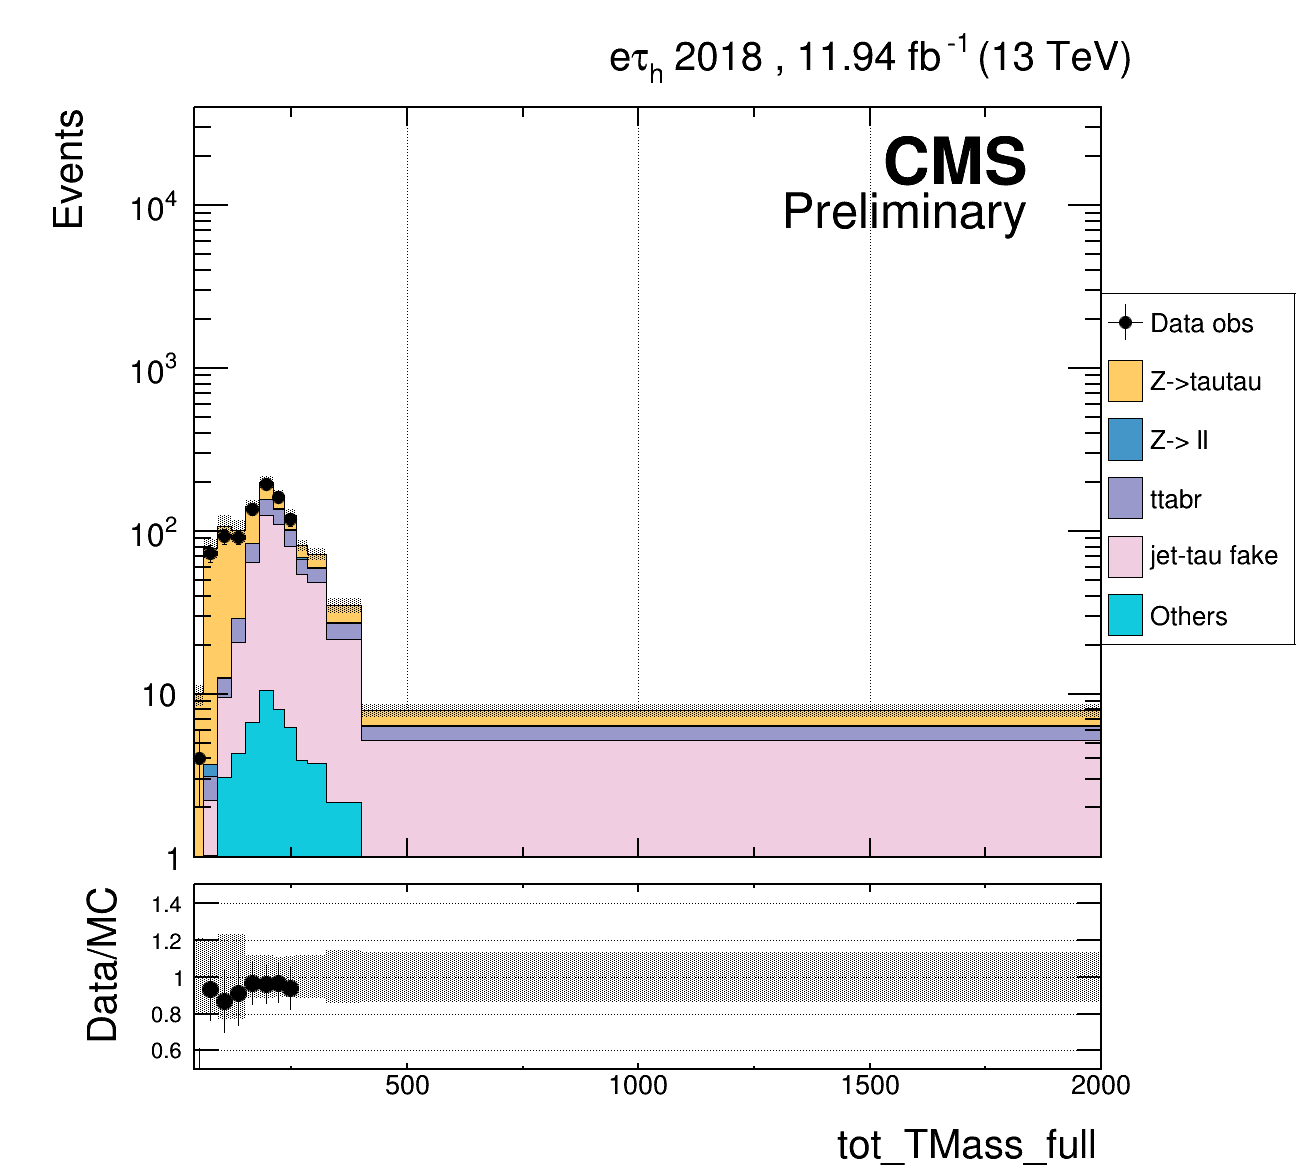 eτh 2018 , 11.94 fb-1 (13 TeV)
Events
CMS
Preliminary
10^4
10^3
10^2
10
1
Data obs
Z->tautau
Z-> ll
ttabr
jet-tau fake
Others
Data/MC
1.4
1.2
1
0.8
0.6
500 1000 1500 2000
tot_TMass_full